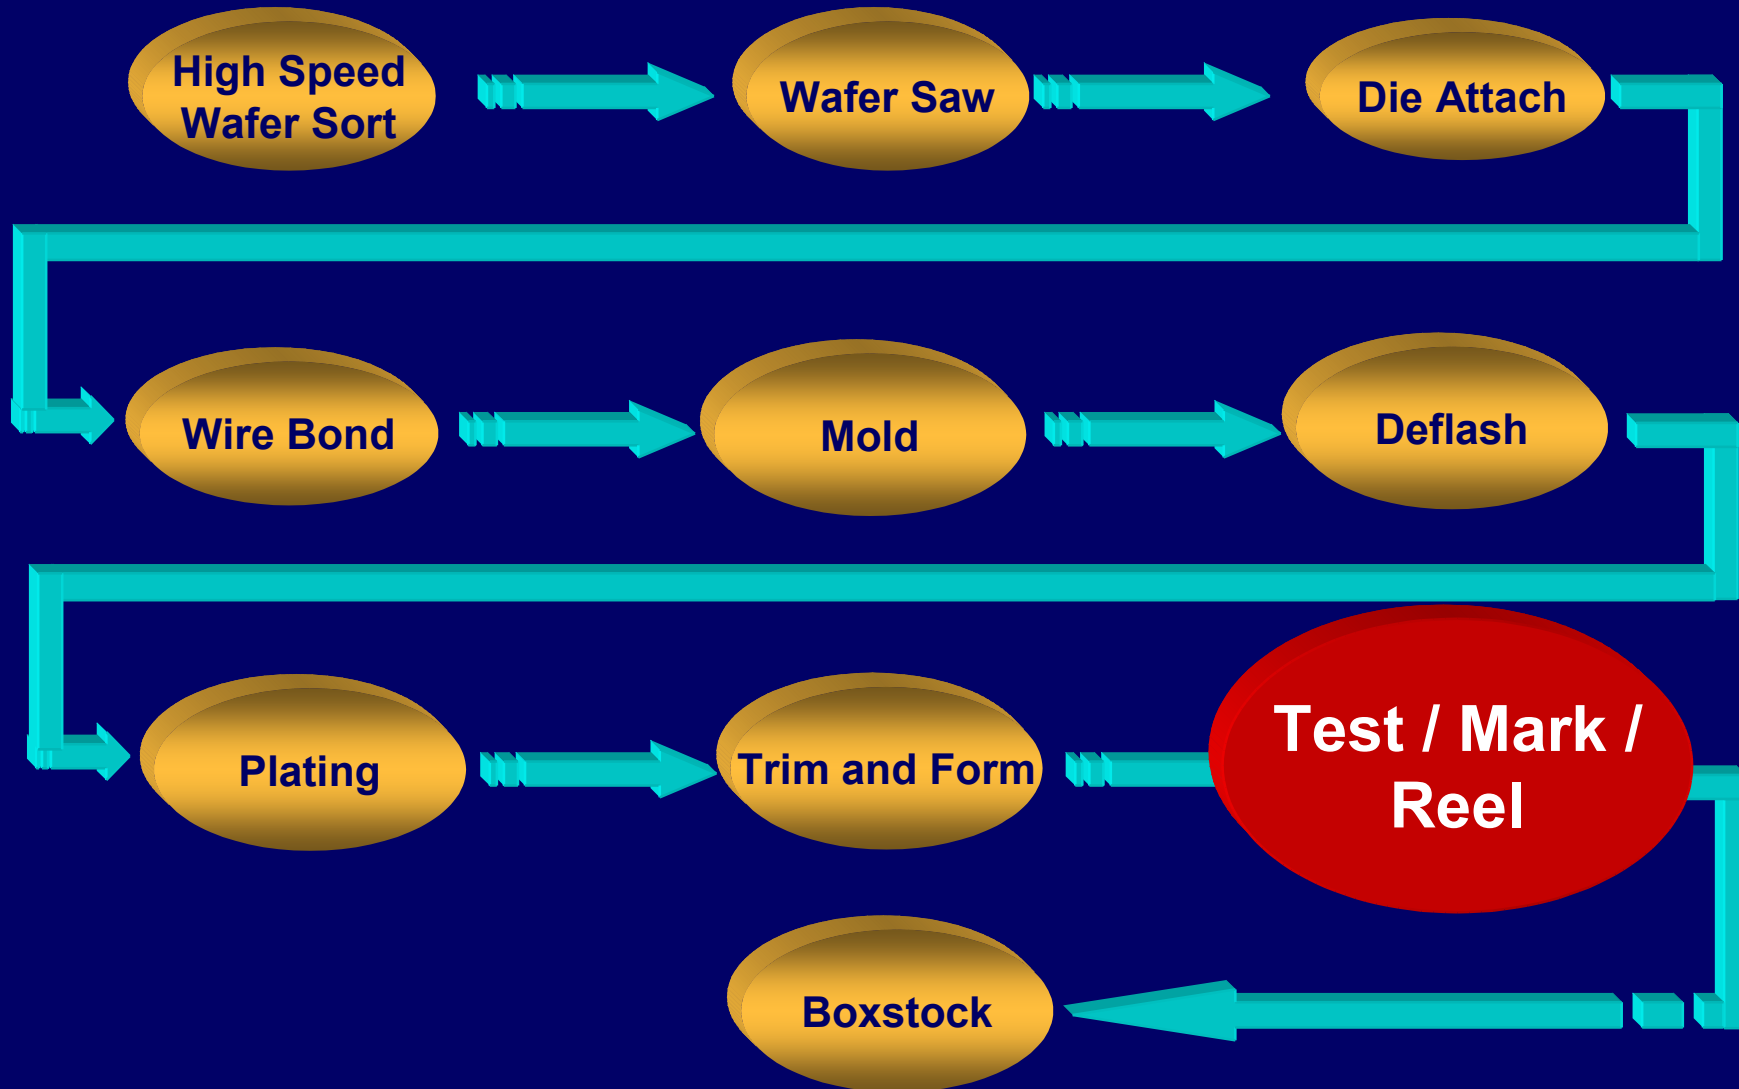 High Speed
Wafer Sort
Wafer Saw
Die Attach
Wire Bond
Mold
Deflash
Plating
Trim and Form
Test / Mark /
Reel
Boxstock